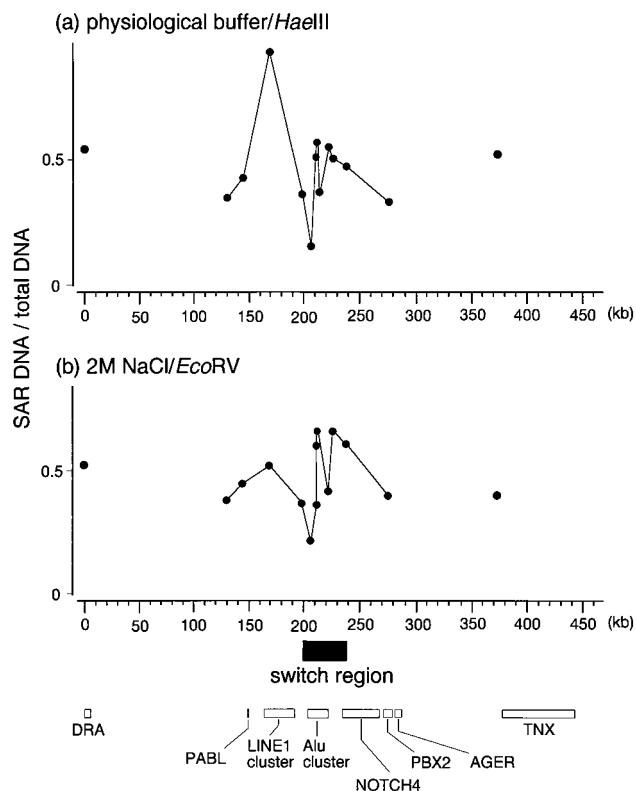 (a) physiological buffer/HaeIII
0.5
0
0 50 100 150 200 250 300 350 400 450 (kb)
SAR DNA / total DNA
(b) 2M NaCl/EcoRV
0.5
0
0 50 100 150 200 250 300 350 400 450 (kb)
switch region
DRA
PABL
LINE1
cluster
Alu
cluster
NOTCH4
PBX2
AGER
TNX